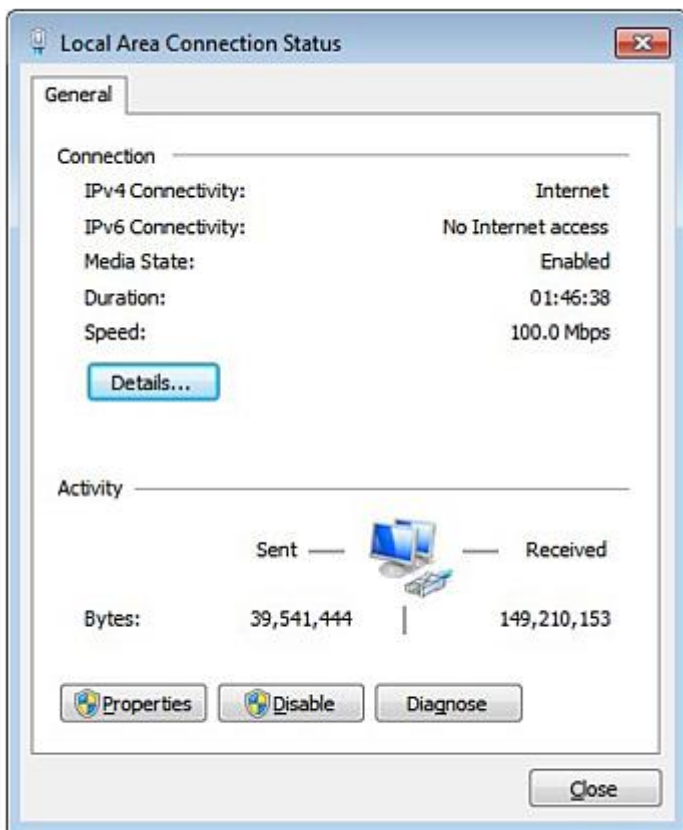 Local Area Connection Status
General
Connection
IPv4 Connectivity: Internet
IPv6 Connectivity: No Internet access
Media State: Enabled
Duration: 01:46:38
Speed: 100.0 Mbps
Details...
Activity
Sent Received
Bytes: 39,541,444 149,210,153
Properties Disable Diagnose
Close